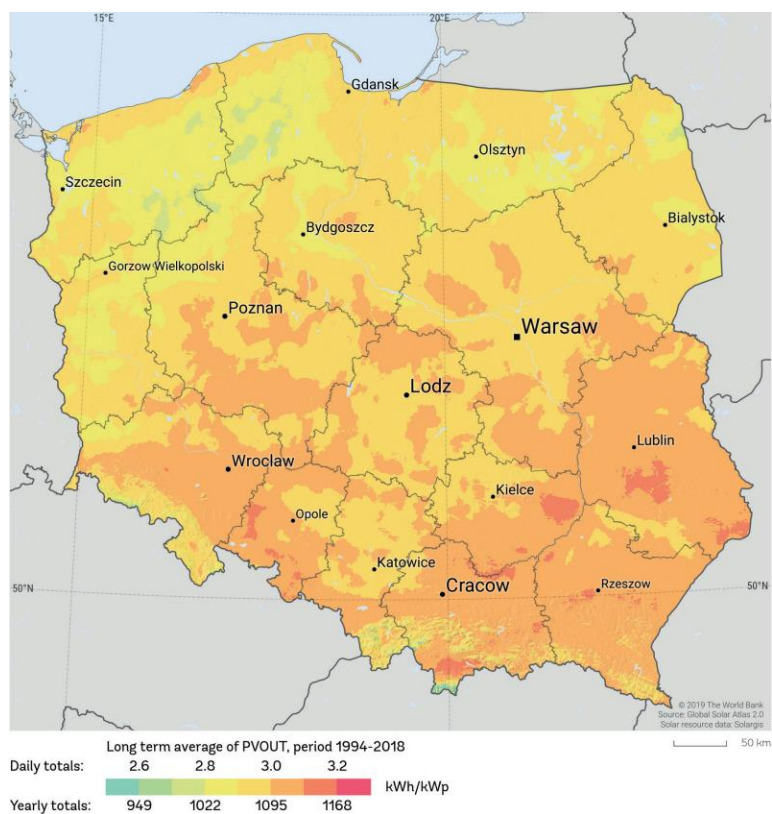 15°E
20°E
Gdansk
Olsztyn
Szczecin
Bialystok
Bydgoszcz
Gorzow Wielkopolski
Poznan
Warsaw
Lodz
Lublin
Wrocław
Kielce
Opole
Katowice
50°N
Cracow
Rzeszow
50°N
© 2019 The World Bank
Source: Global Solar Atlas 2.0
Solar resource data: Solargis
50 km
Long term average of PVOUT, period 1994-2018
Daily totals: 2.6 2.8 3.0 3.2
kWh/kWp
Yearly totals: 949 1022 1095 1168